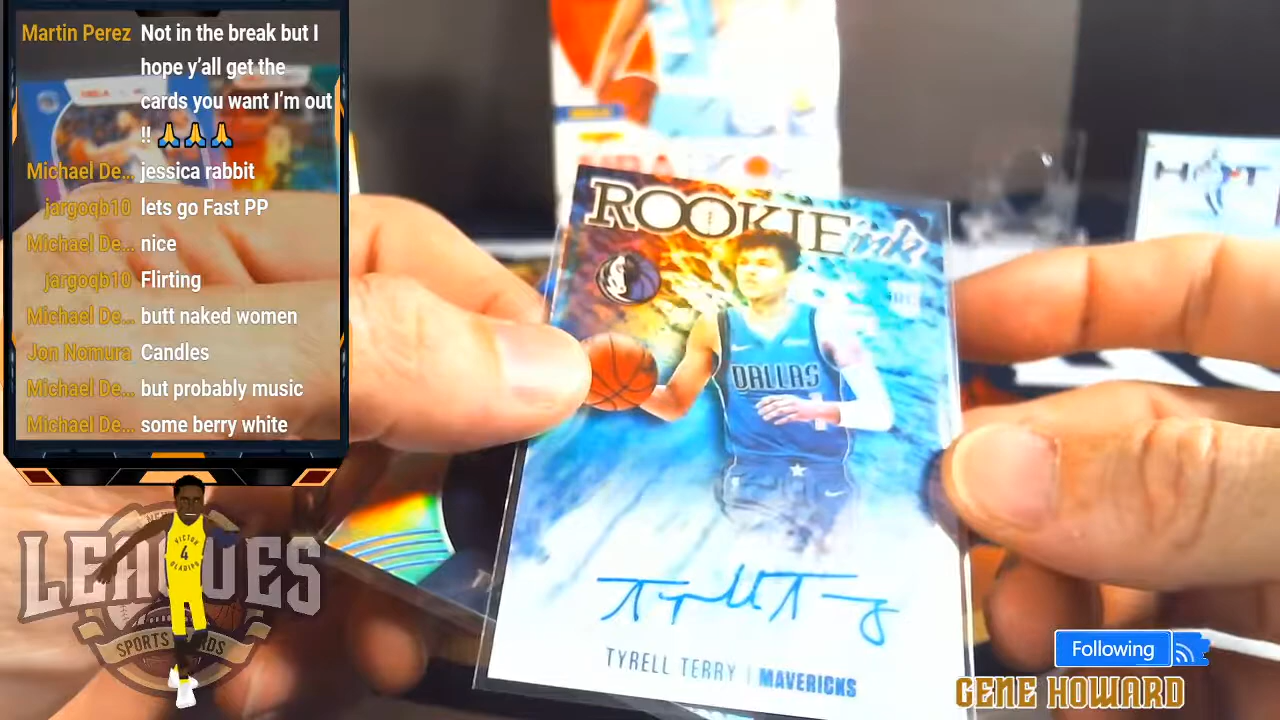 Martin Perez Not in the break but I
hope y'all get the
cards you want I'm out
!! 🙏🙏🙏
Michael De... jessica rabbit
jargoqb10 lets go Fast PP
Michael De... nice
jargoqb10 Flirting
Michael De... butt naked women
Jon Nomura Candles
Michael De... but probably music
Michael De... some berry white
ROOKIE ink
RC
DALLAS
Tyrell Terry
TYRELL TERRY | MAVERICKS
LEAGUES
SPORTS CARDS
VICTOR
4
OLADIPO
Following
GENE HOWARD